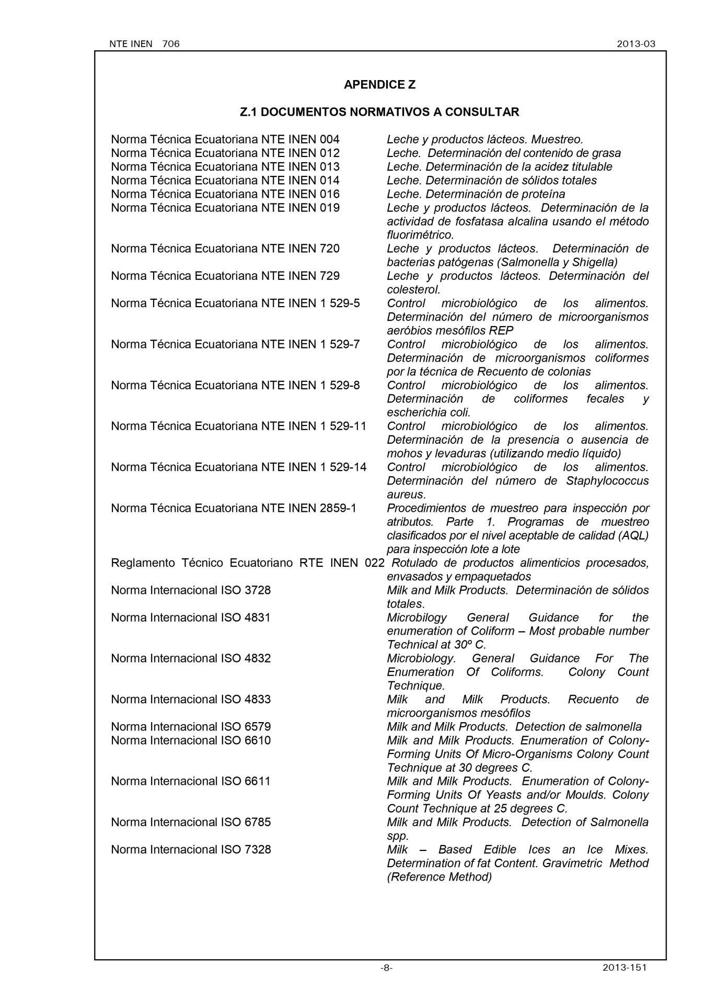 NTE INEN 706 2013-03
APENDICE Z
Z.1 DOCUMENTOS NORMATIVOS A CONSULTAR
Norma Técnica Ecuatoriana NTE INEN 004 Leche y productos lácteos. Muestreo.
Norma Técnica Ecuatoriana NTE INEN 012 Leche. Determinación del contenido de grasa
Norma Técnica Ecuatoriana NTE INEN 013 Leche. Determinación de la acidez titulable
Norma Técnica Ecuatoriana NTE INEN 014 Leche. Determinación de sólidos totales
Norma Técnica Ecuatoriana NTE INEN 016 Leche. Determinación de proteína
Norma Técnica Ecuatoriana NTE INEN 019 Leche y productos lácteos. Determinación de la
actividad de fosfatasa alcalina usando el método
fluorimétrico.
Norma Técnica Ecuatoriana NTE INEN 720 Leche y productos lácteos. Determinación de
bacterias patógenas (Salmonella y Shigella)
Norma Técnica Ecuatoriana NTE INEN 729 Leche y productos lácteos. Determinación del
colesterol.
Norma Técnica Ecuatoriana NTE INEN 1 529-5 Control microbiológico de los alimentos.
Determinación del número de microorganismos
aeróbios mesófilos REP
Norma Técnica Ecuatoriana NTE INEN 1 529-7 Control microbiológico de los alimentos.
Determinación de microorganismos coliformes
por la técnica de Recuento de colonias
Norma Técnica Ecuatoriana NTE INEN 1 529-8 Control microbiológico de los alimentos.
Determinación de coliformes fecales y
escherichia coli.
Norma Técnica Ecuatoriana NTE INEN 1 529-11 Control microbiológico de los alimentos.
Determinación de la presencia o ausencia de
mohos y levaduras (utilizando medio líquido)
Norma Técnica Ecuatoriana NTE INEN 1 529-14 Control microbiológico de los alimentos.
Determinación del número de Staphylococcus
aureus.
Norma Técnica Ecuatoriana NTE INEN 2859-1 Procedimientos de muestreo para inspección por
atributos. Parte 1. Programas de muestreo
clasificados por el nivel aceptable de calidad (AQL)
para inspección lote a lote
Reglamento Técnico Ecuatoriano RTE INEN 022 Rotulado de productos alimenticios procesados,
envasados y empaquetados
Norma Internacional ISO 3728 Milk and Milk Products. Determinación de sólidos
totales.
Norma Internacional ISO 4831 Microbilogy General Guidance for the
enumeration of Coliform – Most probable number
Technical at 30º C.
Norma Internacional ISO 4832 Microbiology. General Guidance For The
Enumeration Of Coliforms. Colony Count
Technique.
Norma Internacional ISO 4833 Milk and Milk Products. Recuento de
microorganismos mesófilos
Norma Internacional ISO 6579 Milk and Milk Products. Detection de salmonella
Norma Internacional ISO 6610 Milk and Milk Products. Enumeration of Colony-
Forming Units Of Micro-Organisms Colony Count
Technique at 30 degrees C.
Norma Internacional ISO 6611 Milk and Milk Products. Enumeration of Colony-
Forming Units Of Yeasts and/or Moulds. Colony
Count Technique at 25 degrees C.
Norma Internacional ISO 6785 Milk and Milk Products. Detection of Salmonella
spp.
Norma Internacional ISO 7328 Milk – Based Edible Ices an Ice Mixes.
Determination of fat Content. Gravimetric Method
(Reference Method)
-8- 2013-151